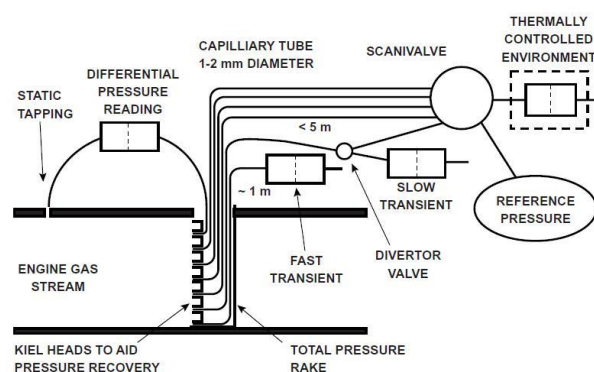 THERMALLY
CONTROLLED
ENVIRONMENT
SCANIVALVE
CAPILLARY TUBE
1-2 mm DIAMETER
DIFFERENTIAL
PRESSURE
READING
STATIC
TAPPING
< 5 m
~ 1 m
SLOW
TRANSIENT
REFERENCE
PRESSURE
FAST
TRANSIENT
DIVERTOR
VALVE
ENGINE GAS
STREAM
KIEL HEADS TO AID
PRESSURE RECOVERY
TOTAL PRESSURE
RAKE